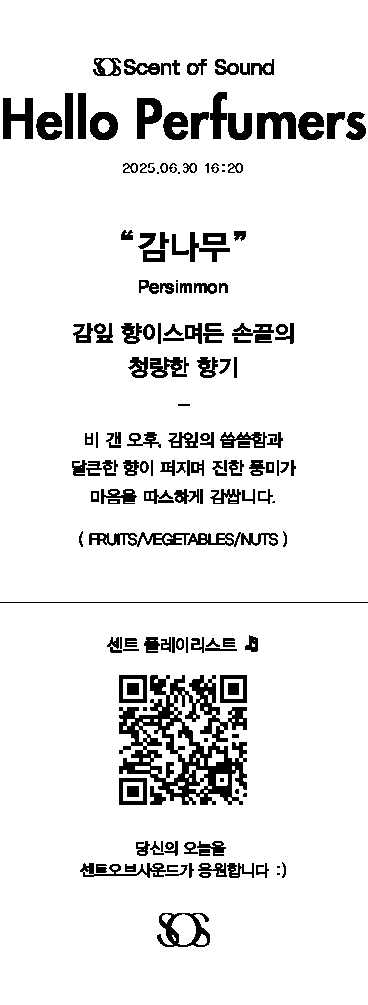 SOS Scent of Sound
Hello Perfumers
2025.06.30 16:20
“감나무”
Persimmon
감잎 향이스며든 손끝의
청량한 향기
–
비 갠 오후, 감잎의 씁쓸함과
달큰한 향이 퍼지며 진한 풍미가
마음을 따스하게 감쌉니다.
( FRUITS/VEGETABLES/NUTS )
센트 플레이리스트 ♫
당신의 오늘을
센트오브사운드가 응원합니다 :)
SOS